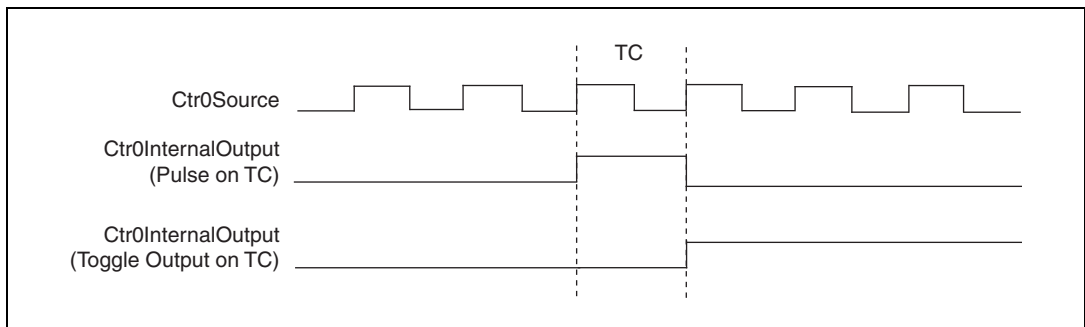 TC
Ctr0Source
Ctr0InternalOutput
(Pulse on TC)
Ctr0InternalOutput
(Toggle Output on TC)